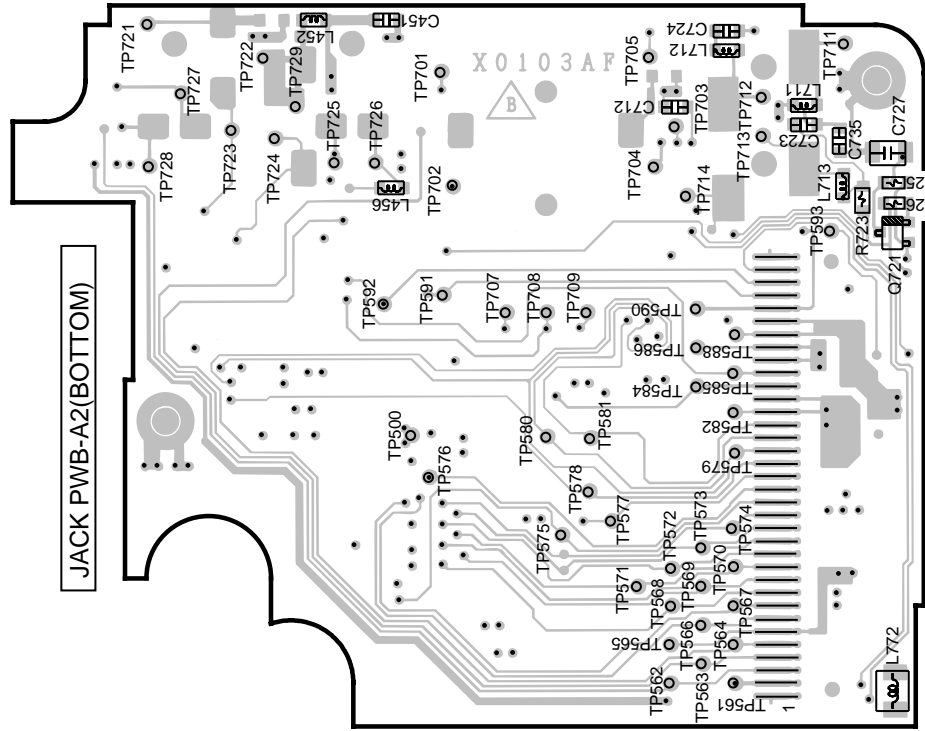 TP721
TP722
L452
C451
TP705
C724
L712
TP711
TP727
TP729
TP701
X0103AF
B
C712
TP703
TP712
L711
C727
TP728
TP723
TP724
TP725
TP726
TP704
TP713
C723
C735
L456
TP702
TP714
L713
R723
25
26
TP593
Q721
JACK PWB-A2(BOTTOM)
TP592
TP591
TP707
TP708
TP709
TP590
TP586
TP588
TP584
TP585
TP500
TP580
TP581
TP582
TP576
TP579
TP578
TP577
TP573
TP572
TP574
TP575
TP571
TP569
TP570
TP568
TP567
TP566
TP565
TP564
TP562
TP563
TP561
1
L772